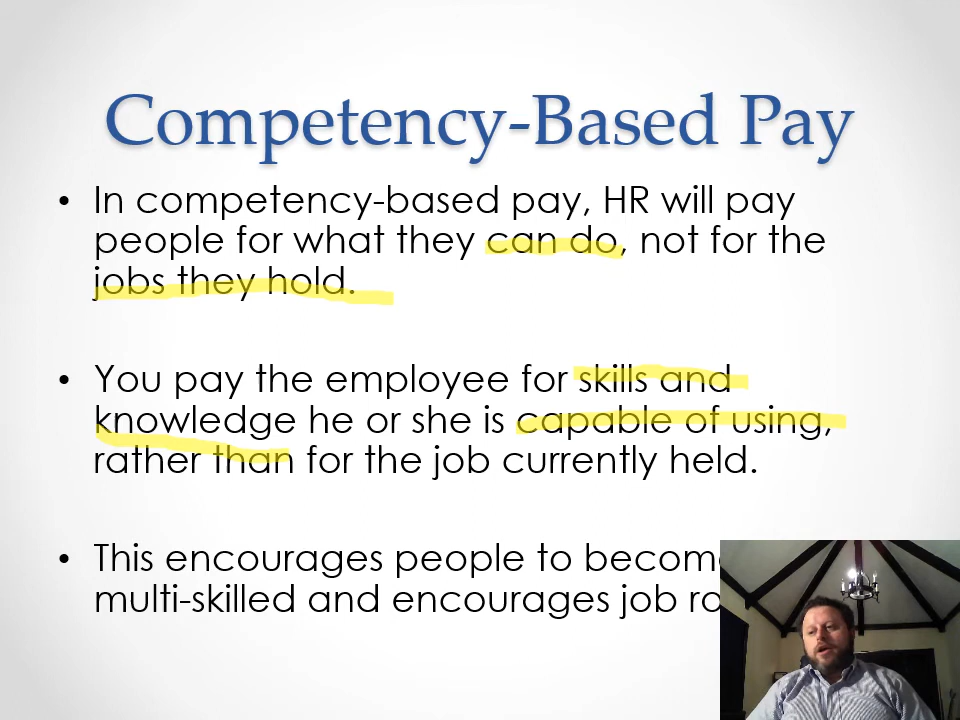 Competency-Based Pay
• In competency-based pay, HR will pay
people for what they can do, not for the
jobs they hold.
• You pay the employee for skills and
knowledge he or she is capable of using,
rather than for the job currently held.
• This encourages people to
multi-skilled and encourages job